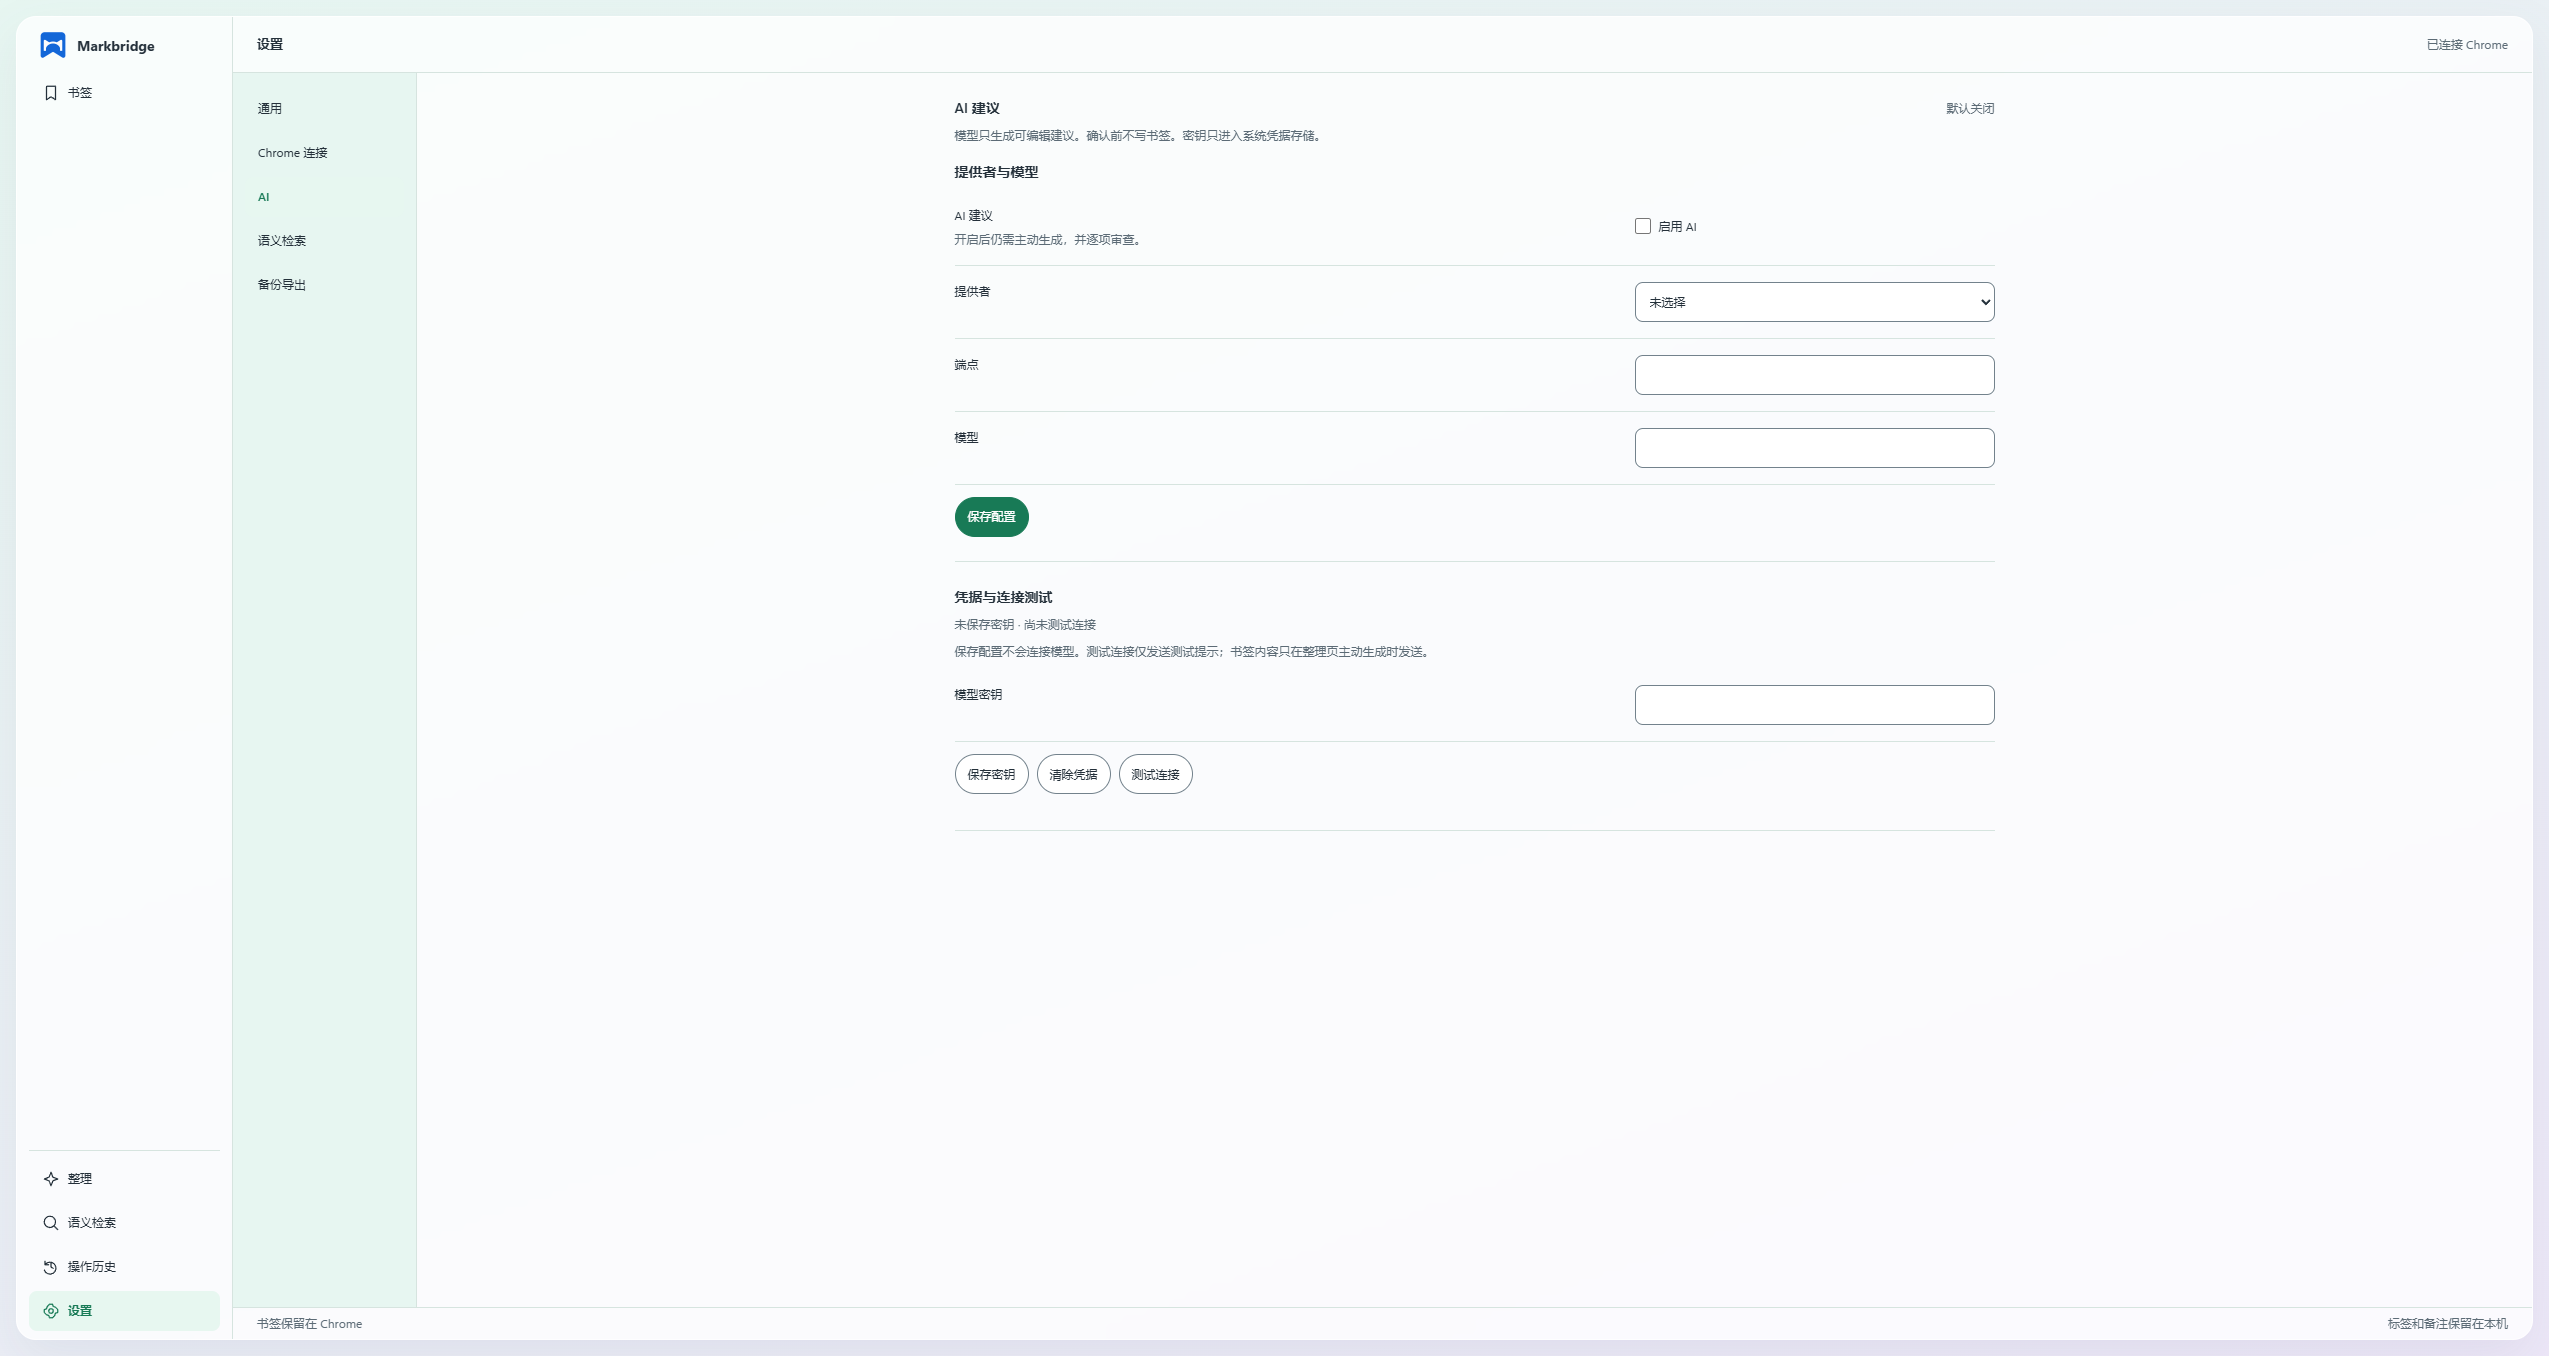 Markbridge
书签
整理
语义检索
操作历史
设置
设置
已连接 Chrome
通用
Chrome 连接
AI
语义检索
备份导出
AI 建议
默认关闭
模型只生成可编辑建议。确认前不写书签。密钥只进入系统凭据存储。
提供者与模型
AI 建议
开启后仍需主动生成，并逐项审查。
启用 AI
提供者
未选择
端点
模型
保存配置
凭据与连接测试
未保存密钥 · 尚未测试连接
保存配置不会连接模型。测试连接仅发送测试提示；书签内容只在整理页主动生成时发送。
模型密钥
保存密钥
清除凭据
测试连接
书签保留在 Chrome
标签和备注保留在本机